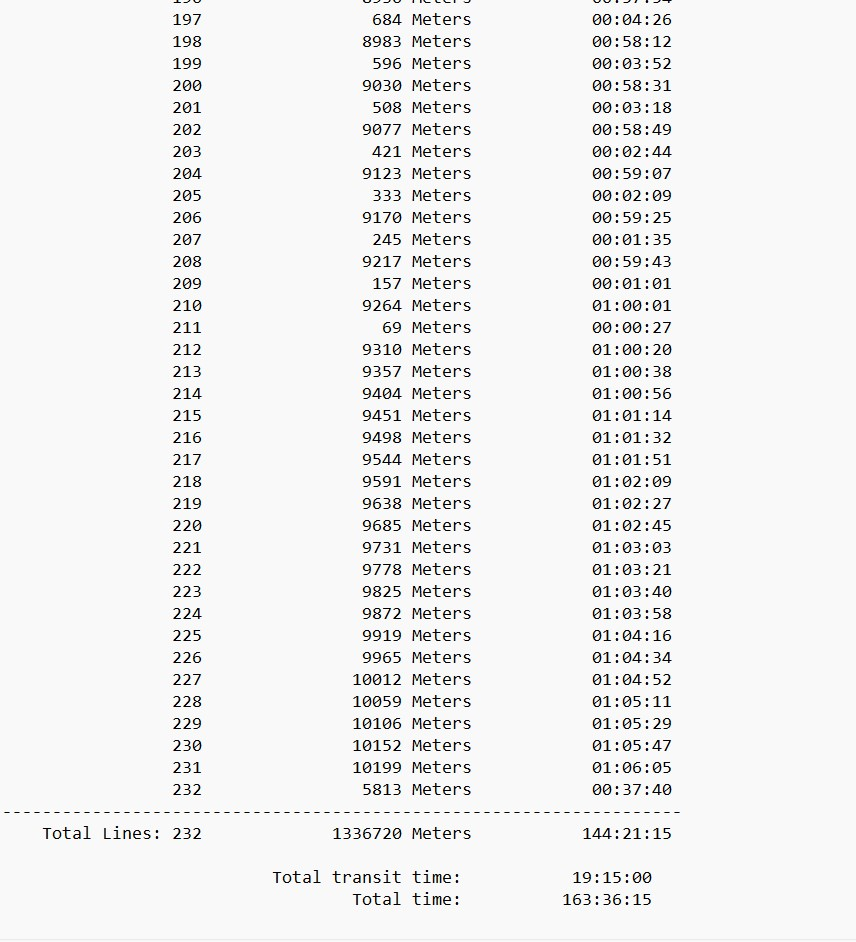 197 684 Meters 00:04:26
198 8983 Meters 00:58:12
199 596 Meters 00:03:52
200 9030 Meters 00:58:31
201 508 Meters 00:03:18
202 9077 Meters 00:58:49
203 421 Meters 00:02:44
204 9123 Meters 00:59:07
205 333 Meters 00:02:09
206 9170 Meters 00:59:25
207 245 Meters 00:01:35
208 9217 Meters 00:59:43
209 157 Meters 00:01:01
210 9264 Meters 01:00:01
211 69 Meters 00:00:27
212 9310 Meters 01:00:20
213 9357 Meters 01:00:38
214 9404 Meters 01:00:56
215 9451 Meters 01:01:14
216 9498 Meters 01:01:32
217 9544 Meters 01:01:51
218 9591 Meters 01:02:09
219 9638 Meters 01:02:27
220 9685 Meters 01:02:45
221 9731 Meters 01:03:03
222 9778 Meters 01:03:21
223 9825 Meters 01:03:40
224 9872 Meters 01:03:58
225 9919 Meters 01:04:16
226 9965 Meters 01:04:34
227 10012 Meters 01:04:52
228 10059 Meters 01:05:11
229 10106 Meters 01:05:29
230 10152 Meters 01:05:47
231 10199 Meters 01:06:05
232 5813 Meters 00:37:40
--------------------------------------------------------------------
Total Lines: 232 1336720 Meters 144:21:15
Total transit time: 19:15:00
Total time: 163:36:15